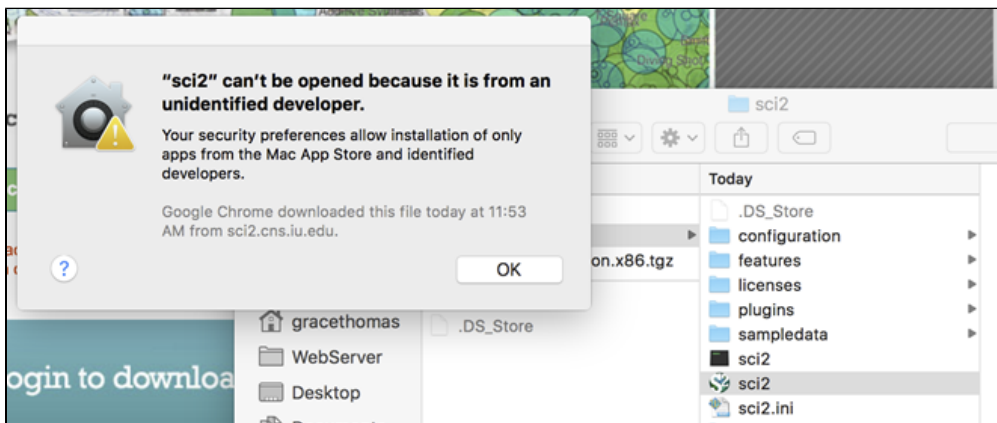 “sci2” can’t be opened because it is from an
unidentified developer.
Your security preferences allow installation of only
apps from the Mac App Store and identified
developers.
Google Chrome downloaded this file today at 11:53
AM from sci2.cns.iu.edu.
?
OK
sci2
Today
.DS_Store
configuration
features
licenses
plugins
sampledata
sci2
sci2
sci2.ini
on.x86.tgz
.DS_Store
gracethomas
WebServer
Desktop
ogin to downloa